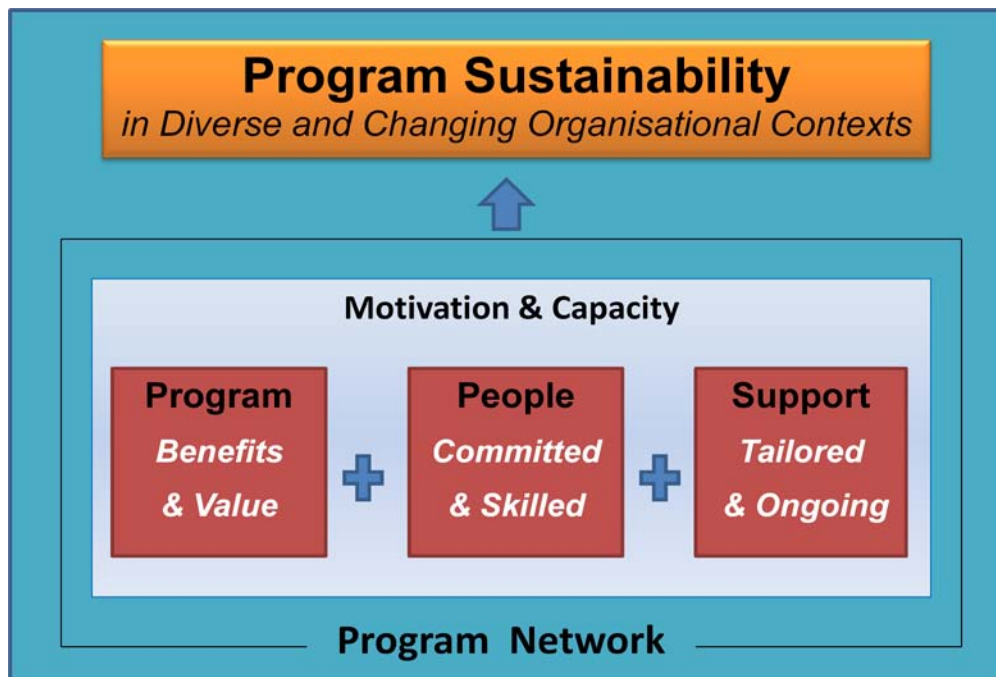 Program Sustainability
in Diverse and Changing Organisational Contexts
Motivation & Capacity
Program
Benefits
& Value
People
Committed
& Skilled
Support
Tailored
& Ongoing
Program Network